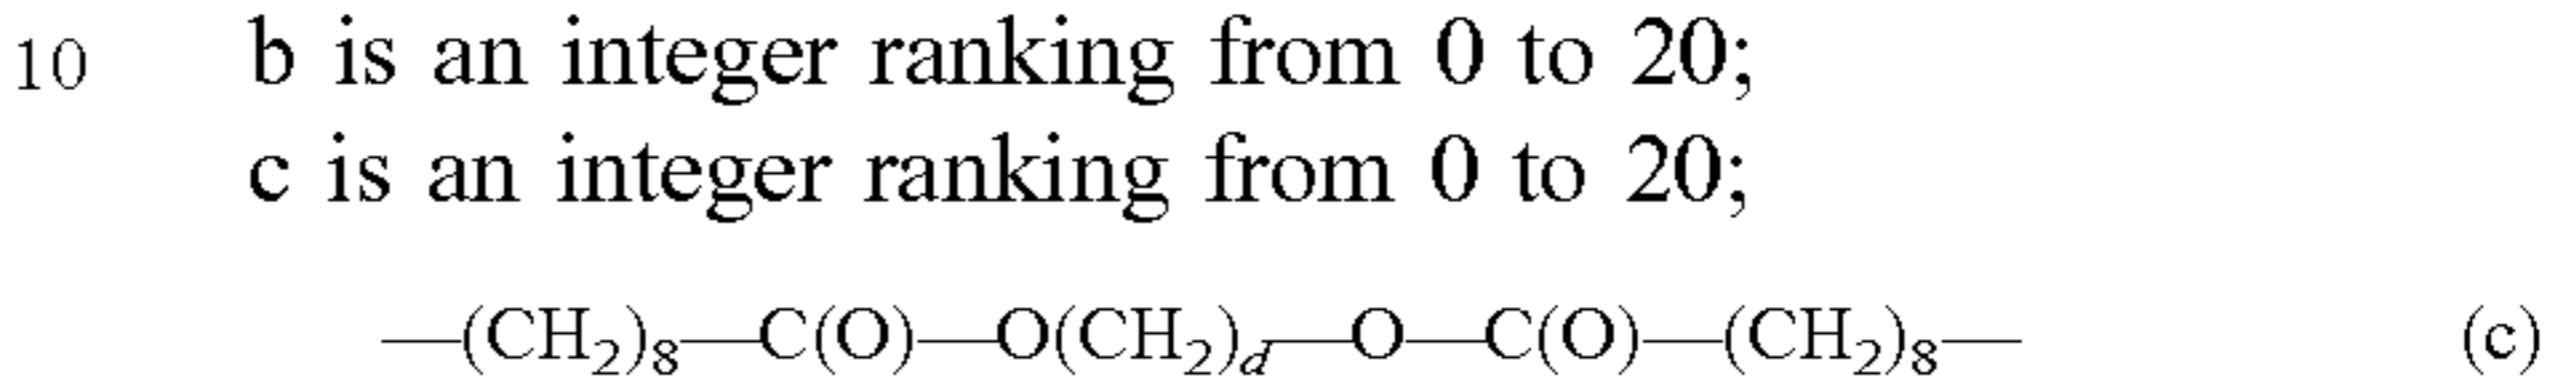 10 b is an integer ranking from 0 to 20;
c is an integer ranking from 0 to 20;
—(CH₂)₈—C(O)—O(CH₂)d—O—C(O)—(CH₂)₈— (c)